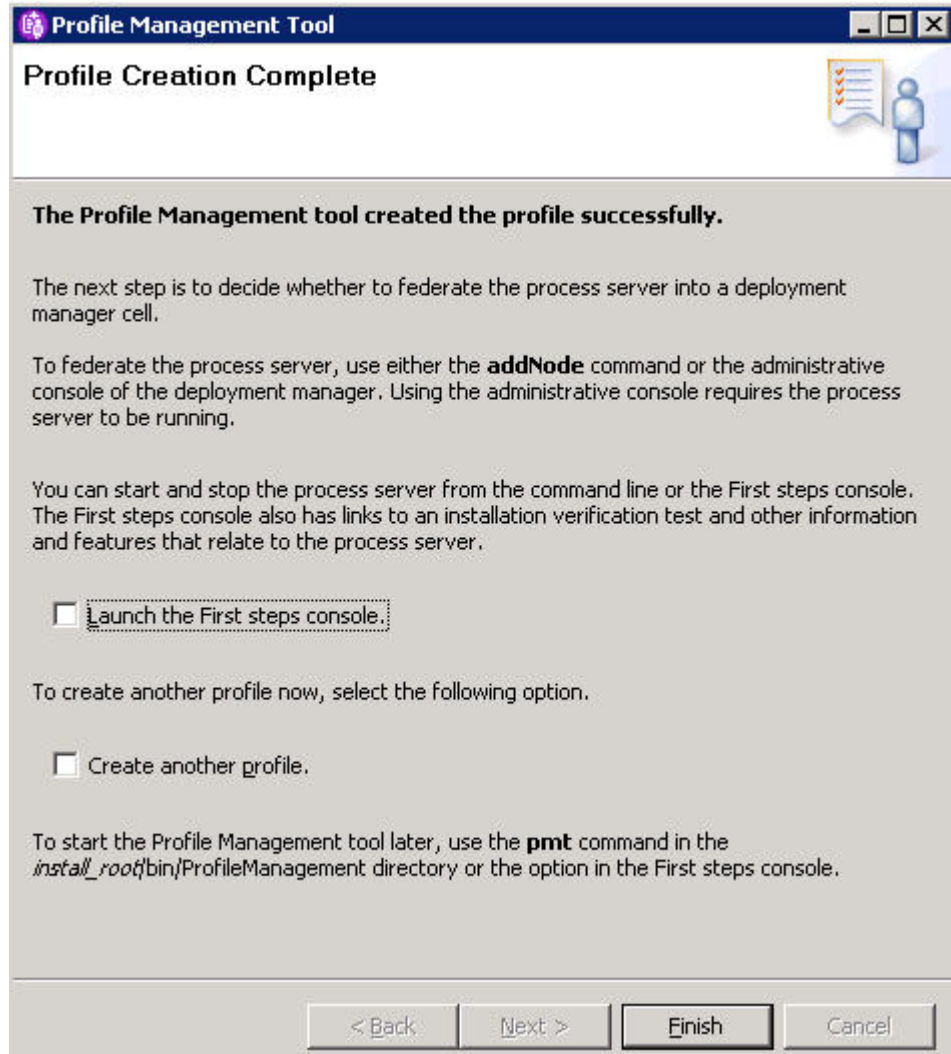 Profile Management Tool
Profile Creation Complete
The Profile Management tool created the profile successfully.
The next step is to decide whether to federate the process server into a deployment
manager cell.
To federate the process server, use either the addNode command or the administrative
console of the deployment manager. Using the administrative console requires the process
server to be running.
You can start and stop the process server from the command line or the First steps console.
The First steps console also has links to an installation verification test and other information
and features that relate to the process server.
Launch the First steps console.
To create another profile now, select the following option.
Create another profile.
To start the Profile Management tool later, use the pmt command in the
install_root/bin/ProfileManagement directory or the option in the First steps console.
< Back Next > Finish Cancel